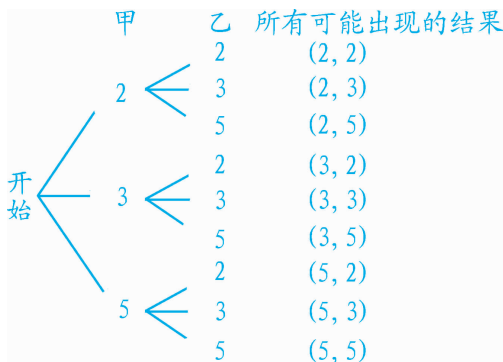 甲 乙 所有可能出现的结果
2 (2, 2)
2 3 (2, 3)
5 (2, 5)
2 (3, 2)
开始 3 3 (3, 3)
5 (3, 5)
2 (5, 2)
5 3 (5, 3)
5 (5, 5)